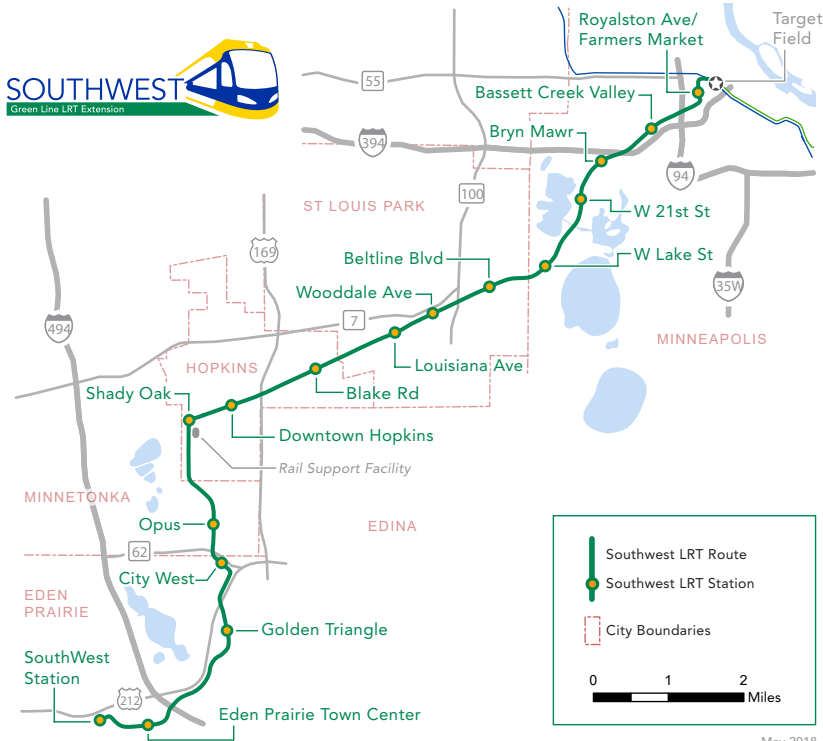 SOUTHWEST
Green Line LRT Extension
Royalston Ave/
Farmers Market
Target
Field
55
Bassett Creek Valley
Bryn Mawr
394
94
100
ST LOUIS PARK
W 21st St
169
Beltline Blvd
W Lake St
Wooddale Ave
35W
7
494
MINNEAPOLIS
HOPKINS
Louisiana Ave
Shady Oak
Blake Rd
Downtown Hopkins
Rail Support Facility
MINNETONKA
Opus
EDINA
62
City West
EDEN
PRAIRIE
Golden Triangle
SouthWest
Station
212
Eden Prairie Town Center
Southwest LRT Route
Southwest LRT Station
City Boundaries
0 1 2
Miles
May 2018